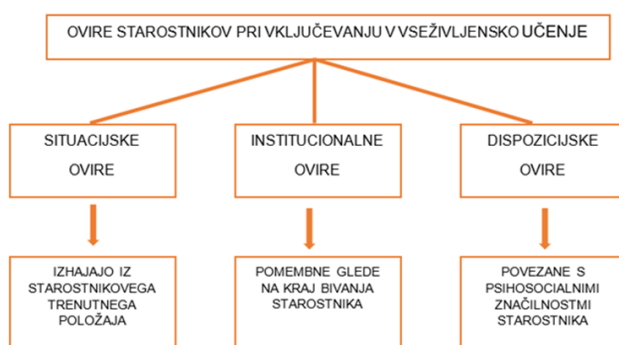 OVIRE STAROSTNIKOV PRI VKLJUČEVANJU V VSEŽIVLJENSKO UČENJE
SITUACIJSKE
OVIRE
INSTITUCIONALNE
OVIRE
DISPOZICIJSKE
OVIRE
IZHAJAJO IZ
STAROSTNIKOVEGA
TRENUTNEGA
POLOŽAJA
POMEMBNE GLEDE
NA KRAJ BIVANJA
STAROSTNIKA
POVEZANE S
PSIHOSOCIALNIMI
ZNAČILNOSTMI
STAROSTNIKA